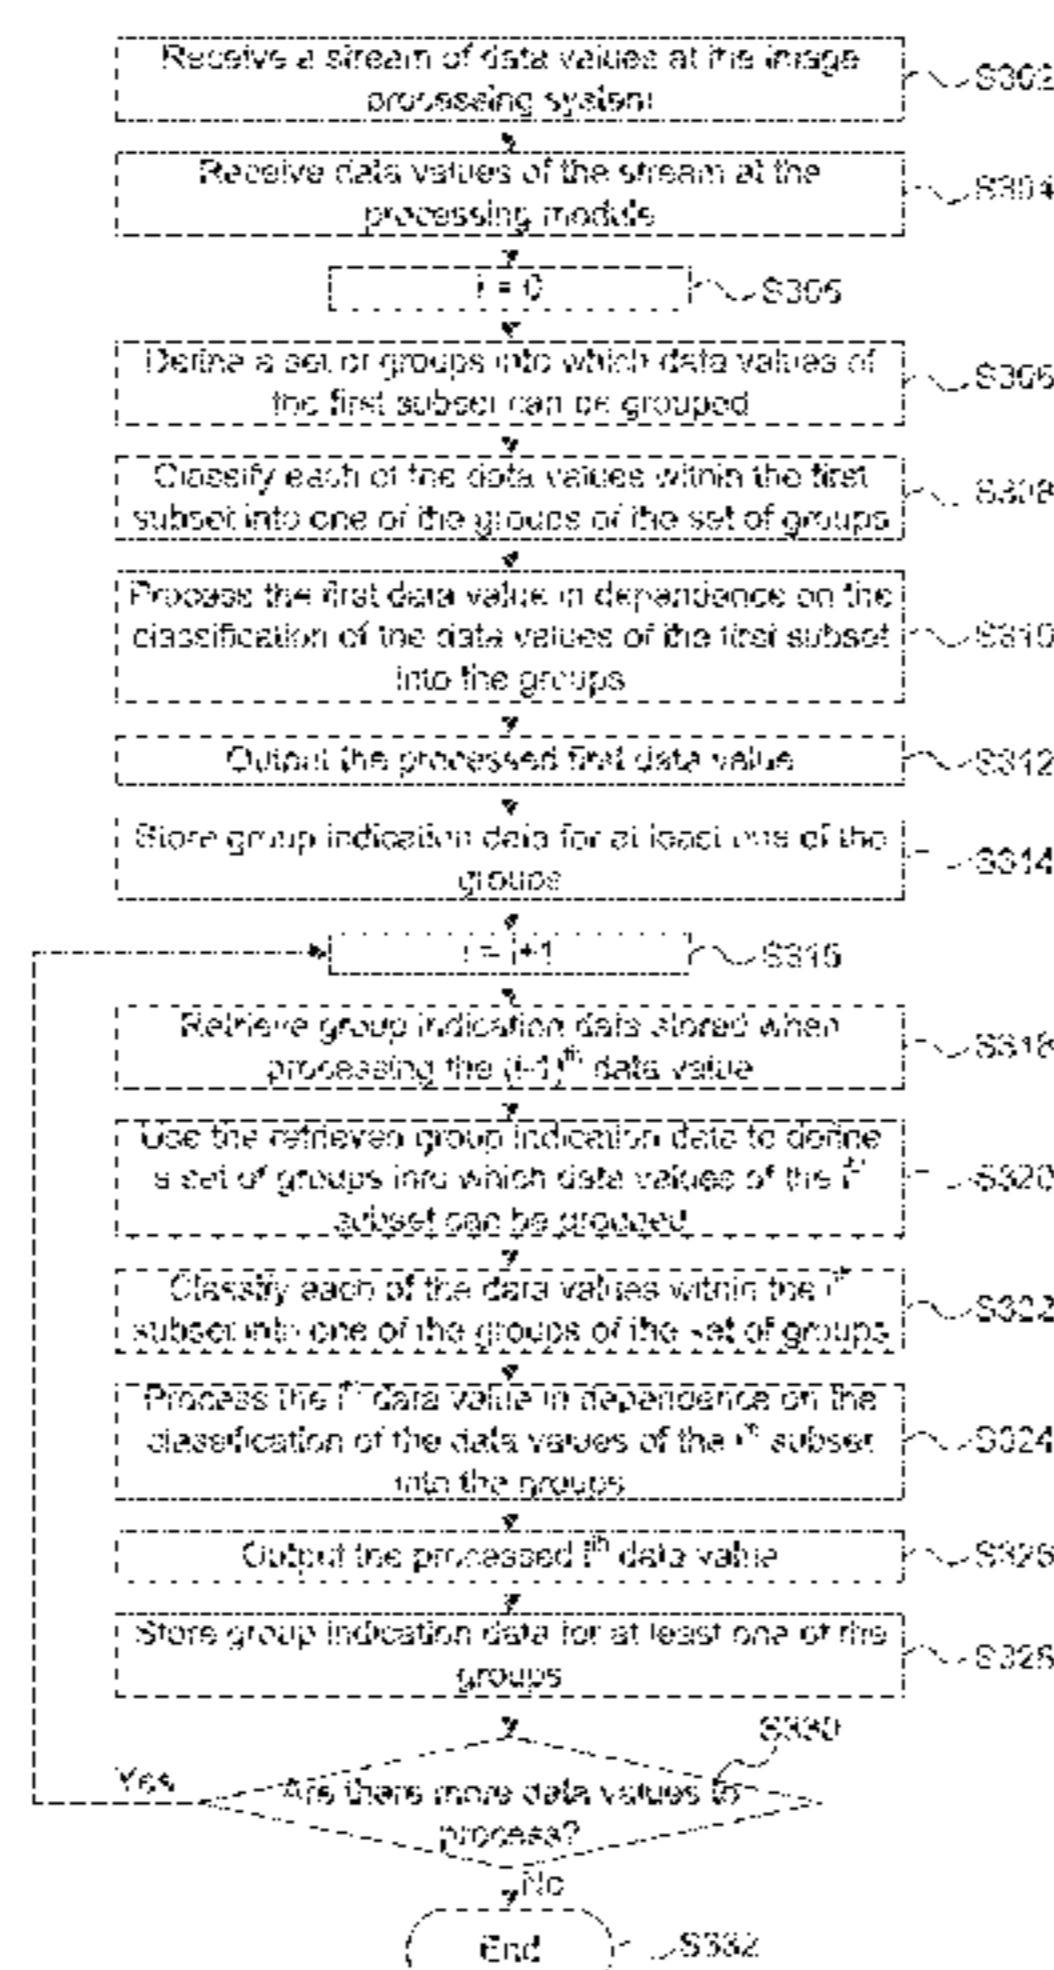 Receive a stream of data values at the image
processing system
S302
Receive data values of the stream at the
processing module
S304
i = 0
S305
Define a set of groups into which data values of
the first subset can be grouped
S306
Classify each of the data values within the first
subset into one of the groups of the set of groups
S308
Process the first data value in dependence on the
classification of the data values of the first subset
into the groups
S310
Output the processed first data value
S312
Store group indication data for at least one of the
groups
S314
i = i+1
S316
Retrieve group indication data stored when
processing the (i-1)th data value
S318
Use the retrieved group indication data to define
a set of groups into which data values of the ith
subset can be grouped
S320
Classify each of the data values within the ith
subset into one of the groups of the set of groups
S322
Process the ith data value in dependence on the
classification of the data values of the ith subset
into the groups
S324
Output the processed ith data value
S326
Store group indication data for at least one of the
groups
S328
S330
Yes
Are there more data values to
process?
No
End
S332